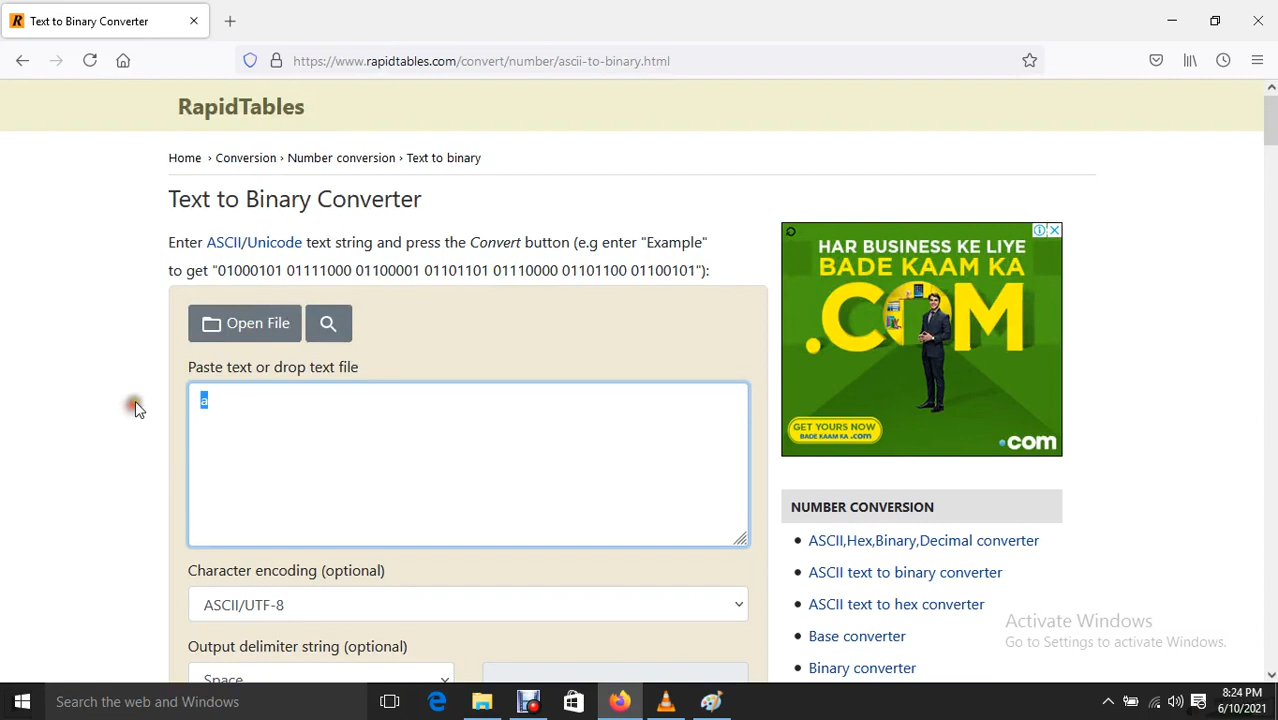 Text to Binary Converter
https://www.rapidtables.com/convert/number/ascii-to-binary.html
RapidTables
Home › Conversion › Number conversion › Text to binary
Text to Binary Converter
Enter ASCII/Unicode text string and press the Convert button (e.g enter "Example"
to get "01000101 01111000 01100001 01101101 01110000 01101100 01100101"):
Open File
Paste text or drop text file
a
Character encoding (optional)
ASCII/UTF-8
Output delimiter string (optional)
Space
HAR BUSINESS KE LIYE
BADE KAAM KA
.COM
GET YOURS NOW
BADE KAAM KA .COM
.com
NUMBER CONVERSION
• ASCII,Hex,Binary,Decimal converter
• ASCII text to binary converter
• ASCII text to hex converter
• Base converter
• Binary converter
Activate Windows
Go to Settings to activate Windows.
Search the web and Windows
8:24 PM
6/10/2021